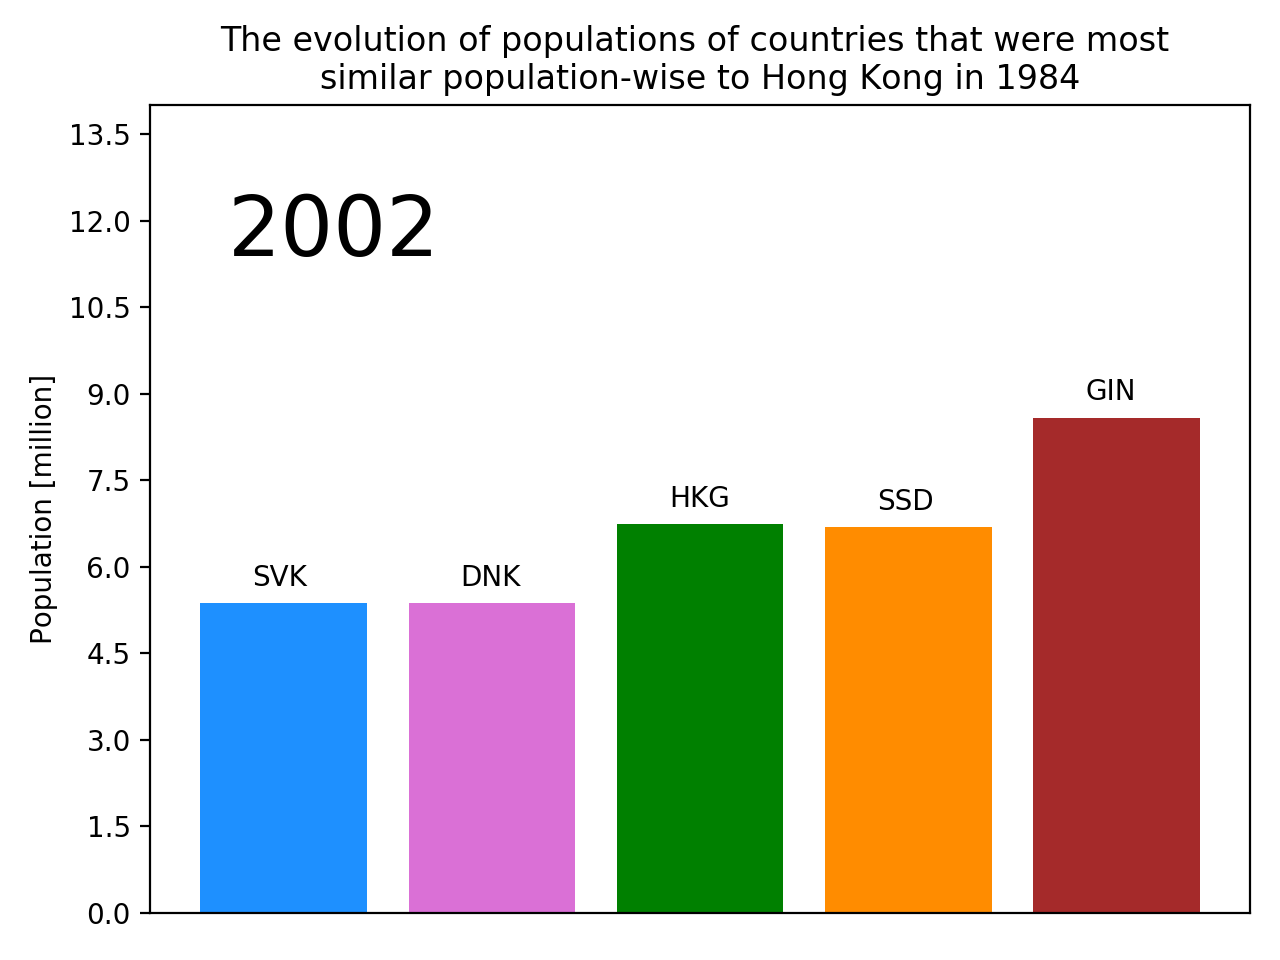 The evolution of populations of countries that were most
similar population-wise to Hong Kong in 1984
13.5
12.0
10.5
9.0
7.5
6.0
4.5
3.0
1.5
0.0
Population [million]
2002
SVK
DNK
HKG
SSD
GIN